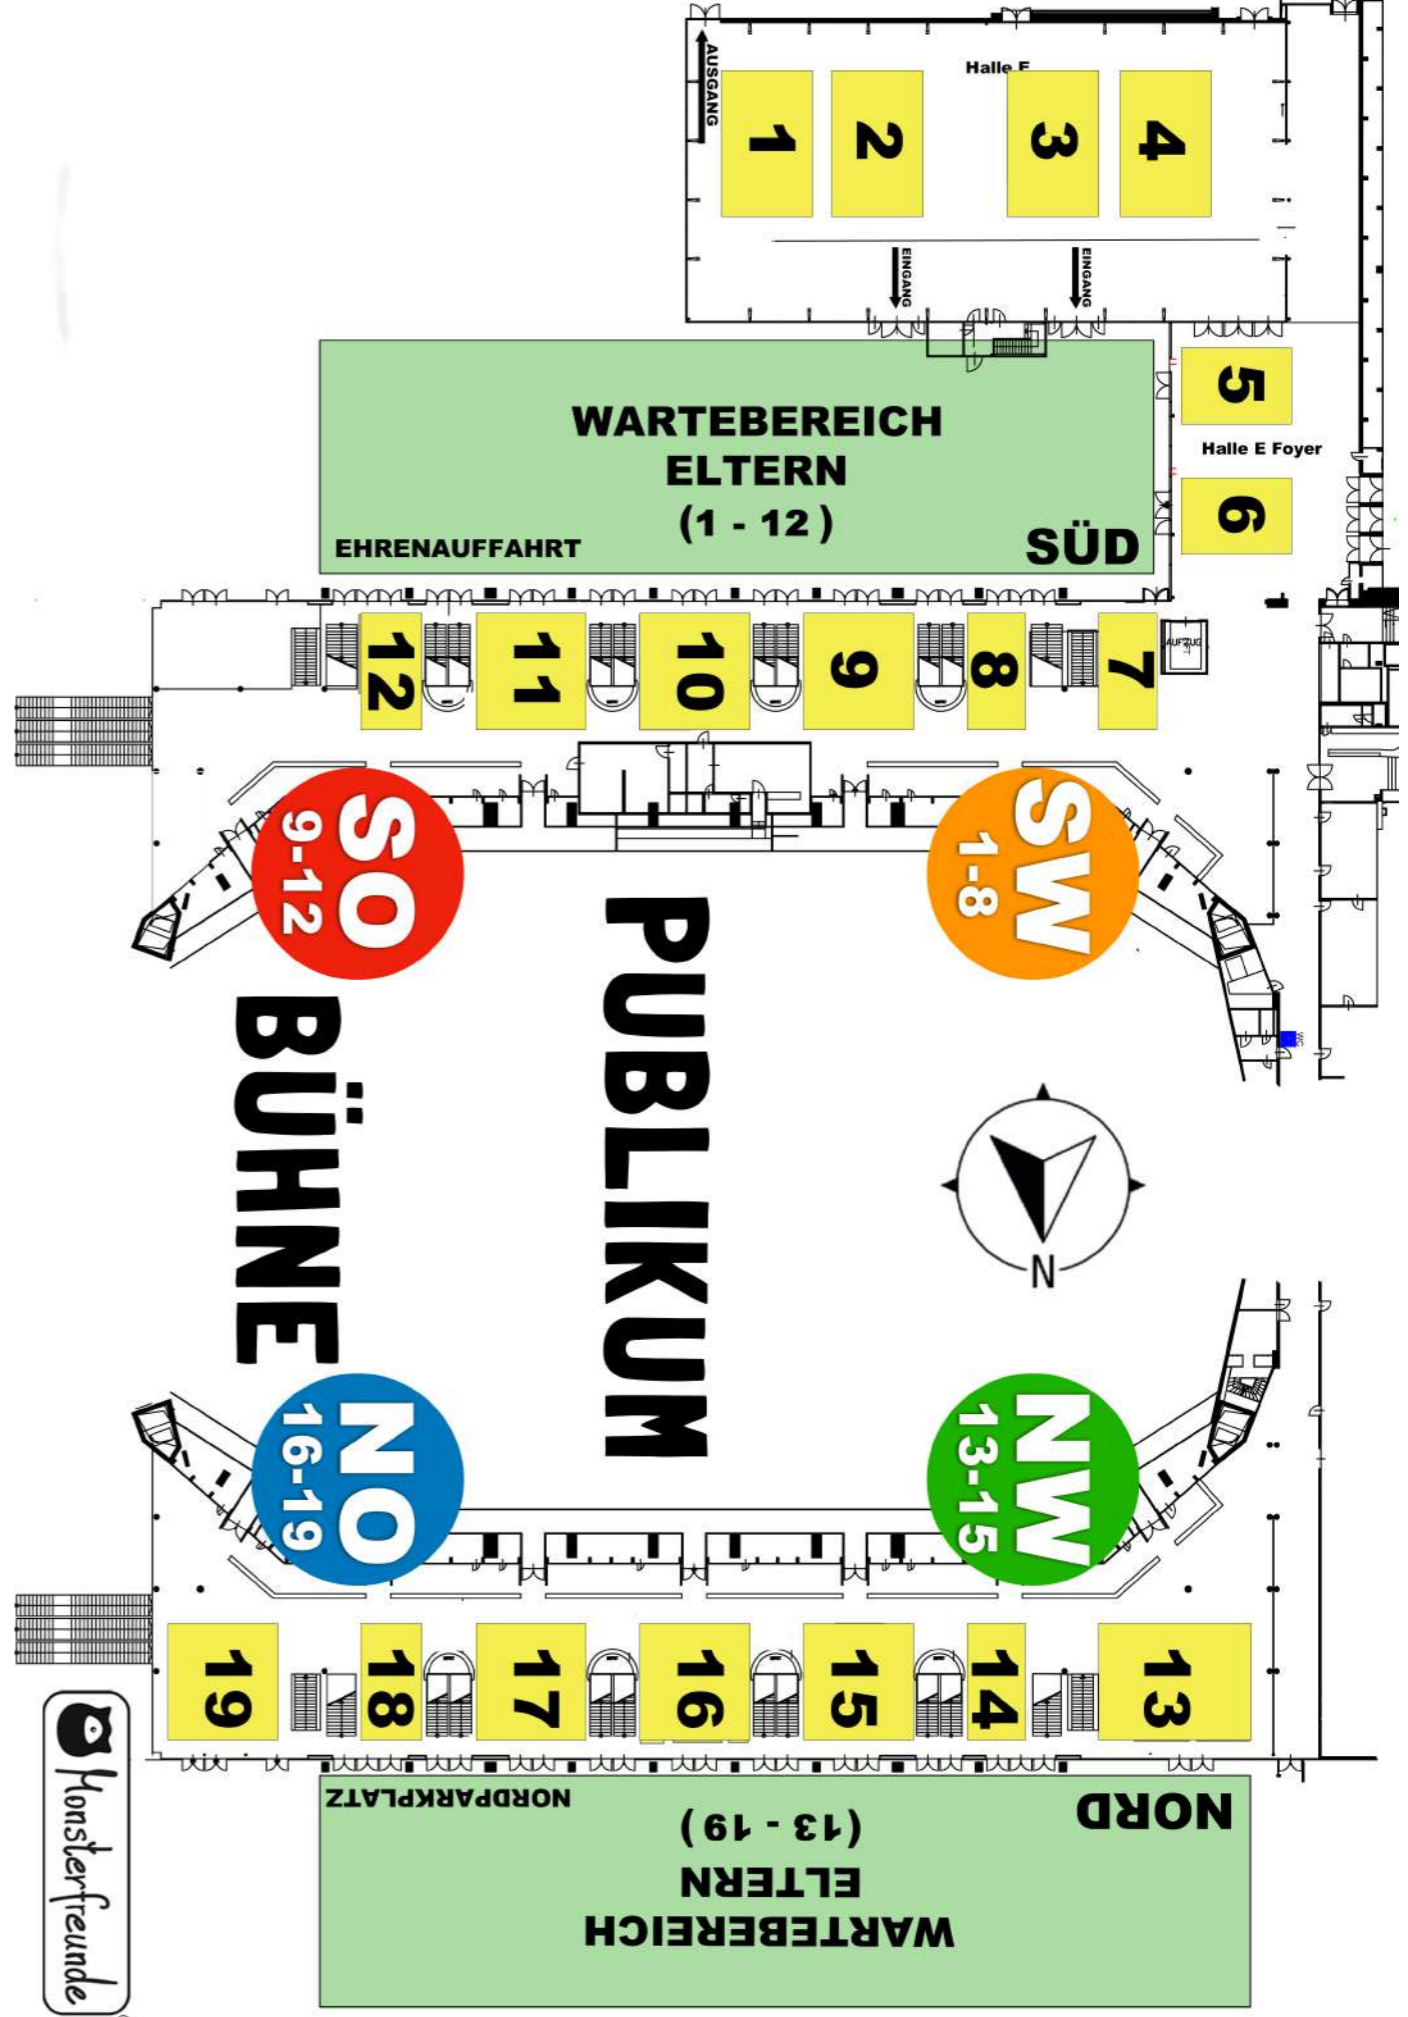 AUSGANG
Halle E
1
2
3
4
EINGANG
EINGANG
5
Halle E Foyer
6
WARTEBEREICH
ELTERN
(1 - 12)
EHRENAUFFAHRT
SÜD
12
11
10
9
8
7
AUFZUG
SO
9-12
SW
1-8
PUBLIKUM
BÜHNE
WC
N
NO
16-19
NW
13-15
19
18
17
16
15
14
13
NORDPARKPLATZ
NORD
(13 - 19)
ELTERN
WARTEBEREICH
Monsterfreunde